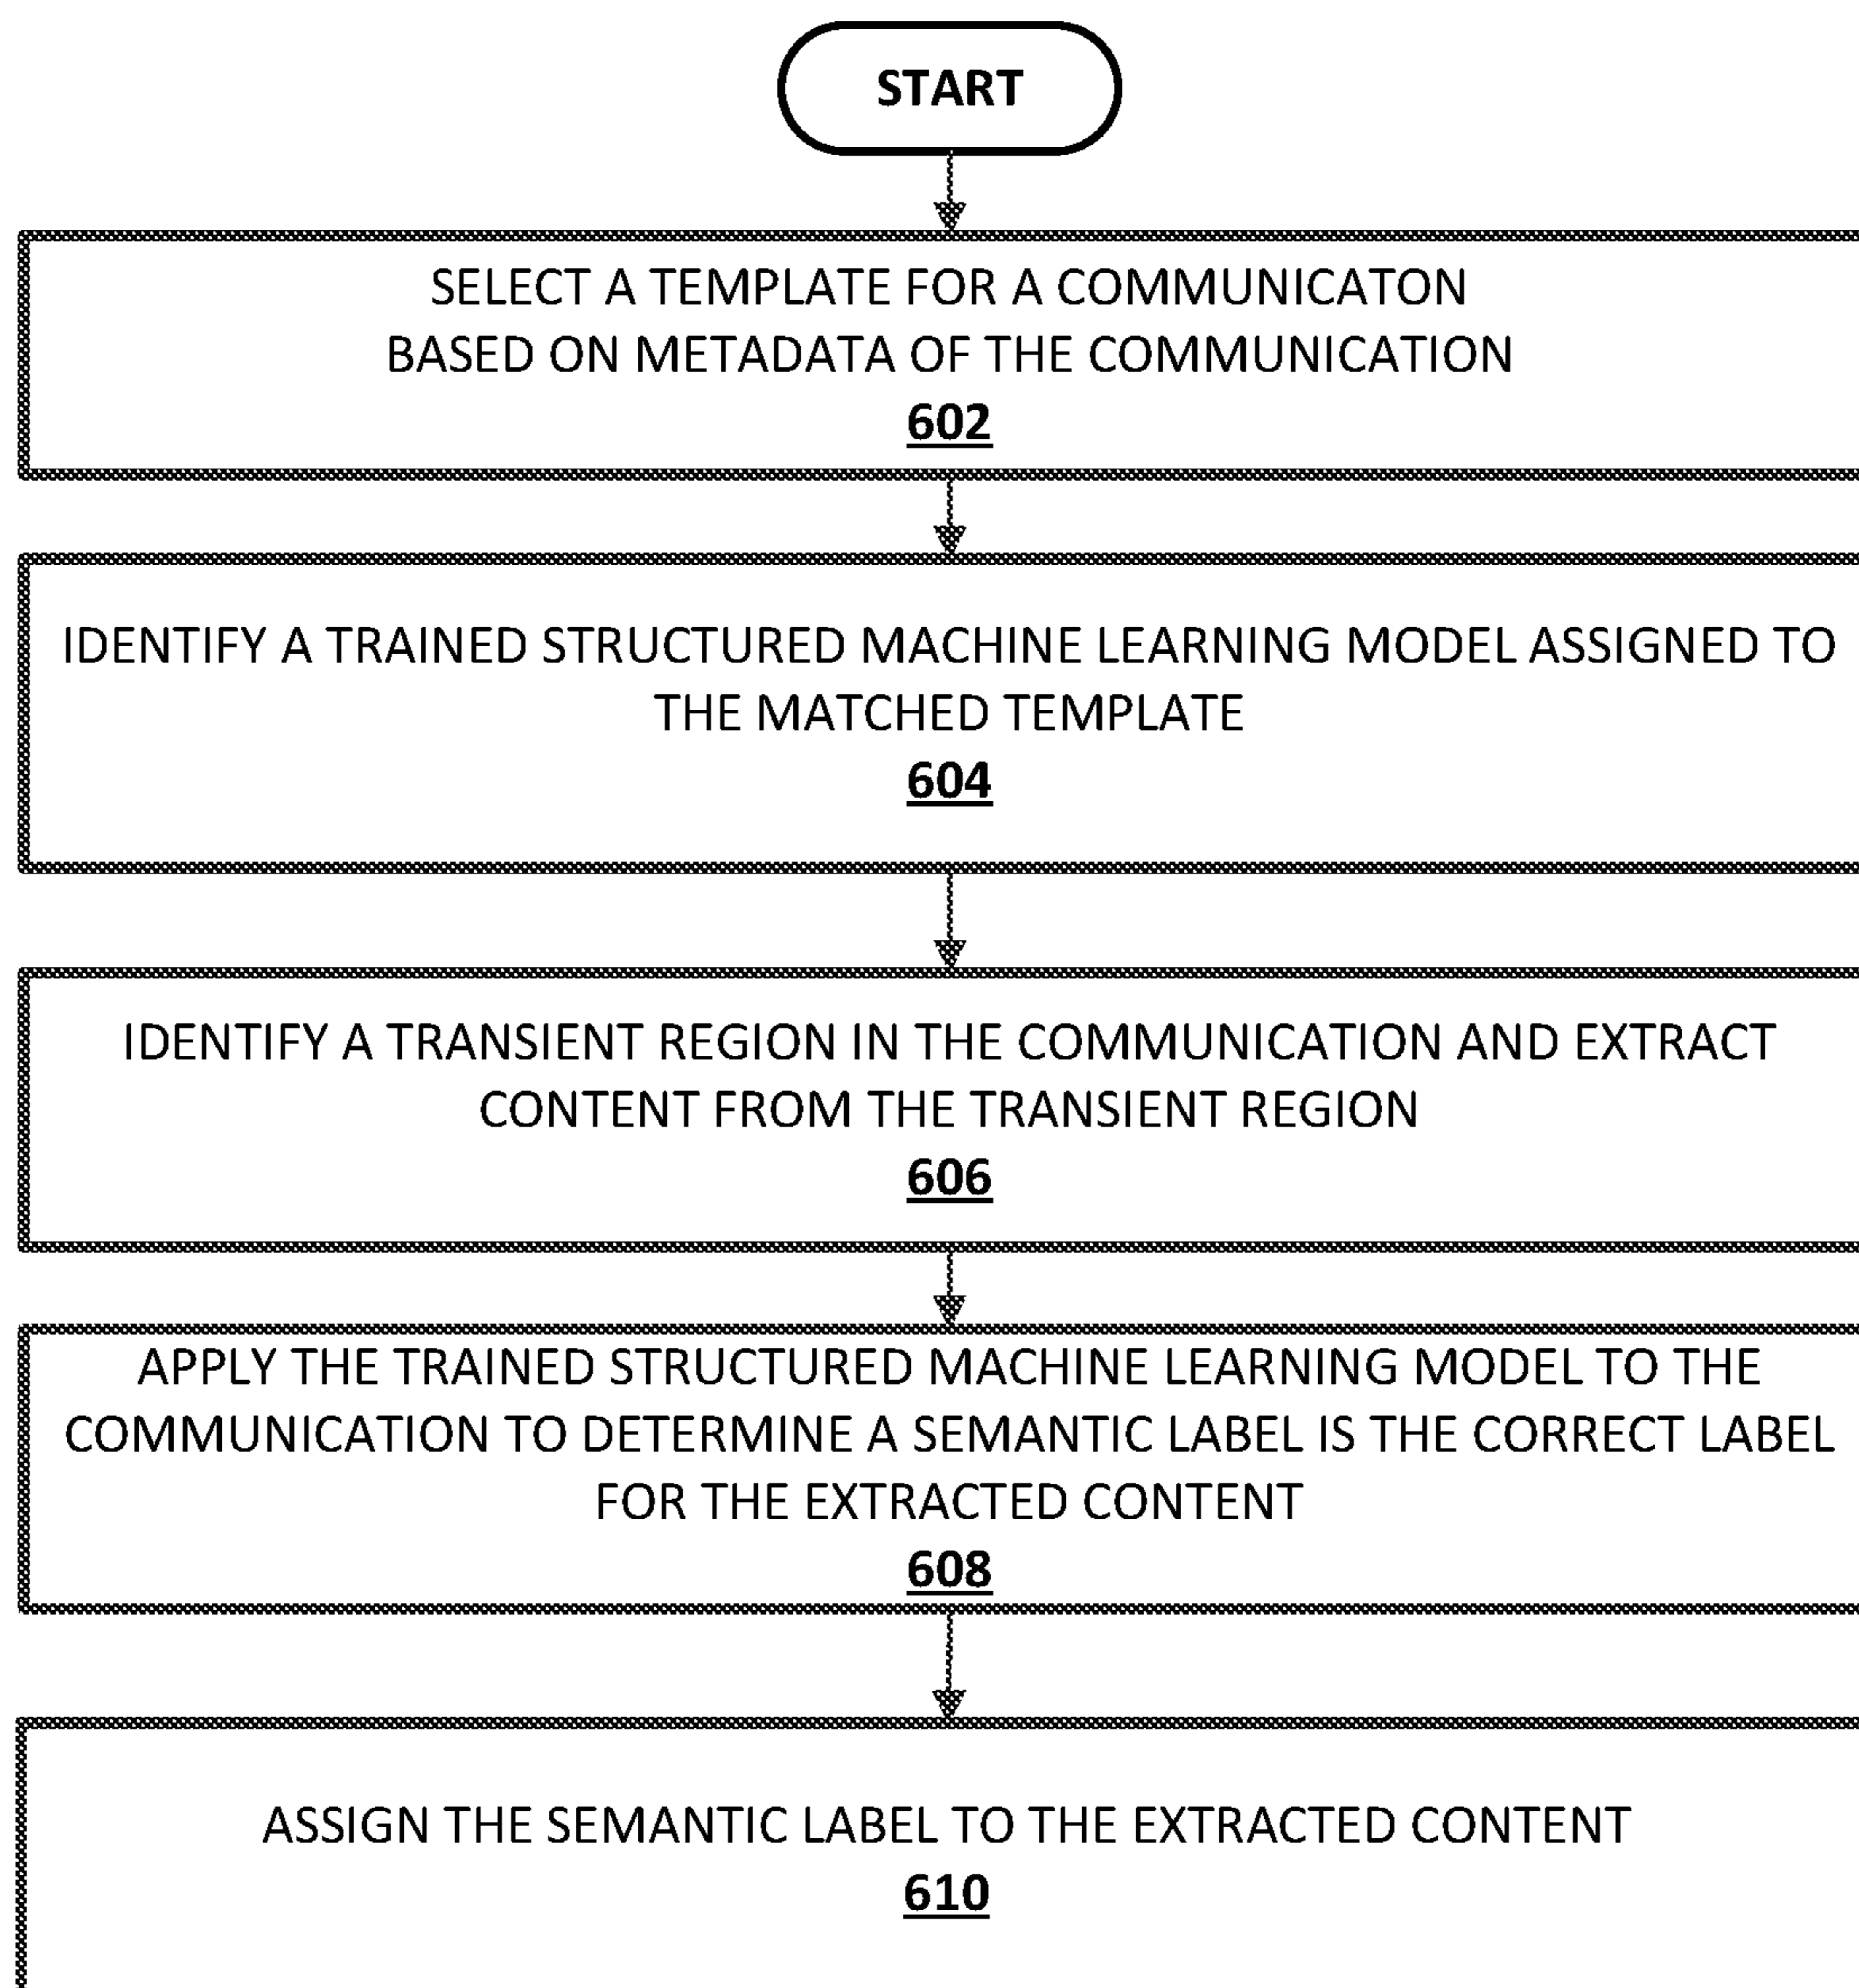 START
SELECT A TEMPLATE FOR A COMMUNICATON
BASED ON METADATA OF THE COMMUNICATION
602
IDENTIFY A TRAINED STRUCTURED MACHINE LEARNING MODEL ASSIGNED TO
THE MATCHED TEMPLATE
604
IDENTIFY A TRANSIENT REGION IN THE COMMUNICATION AND EXTRACT
CONTENT FROM THE TRANSIENT REGION
606
APPLY THE TRAINED STRUCTURED MACHINE LEARNING MODEL TO THE
COMMUNICATION TO DETERMINE A SEMANTIC LABEL IS THE CORRECT LABEL
FOR THE EXTRACTED CONTENT
608
ASSIGN THE SEMANTIC LABEL TO THE EXTRACTED CONTENT
610